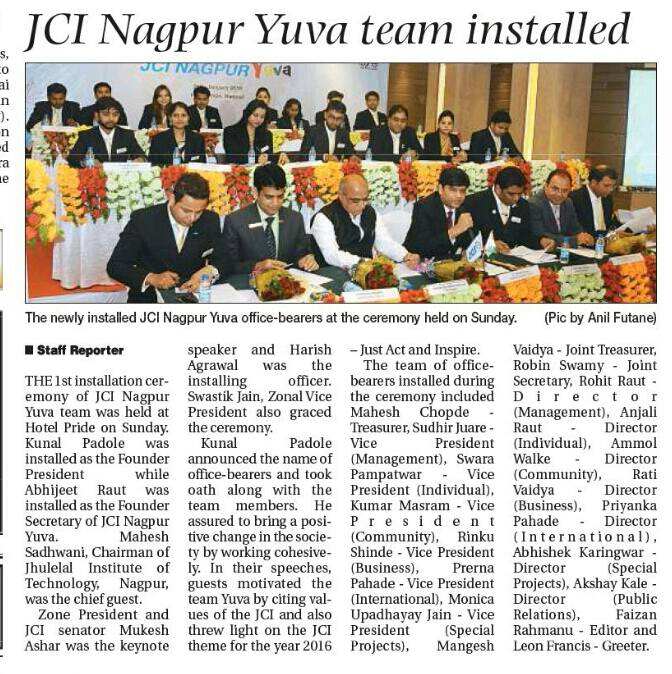 JCI Nagpur Yuva team installed
JCI NAGPUR Yuva
The newly installed JCI Nagpur Yuva office-bearers at the ceremony held on Sunday. (Pic by Anil Futane)
■ Staff Reporter
THE 1st installation cer-
emony of JCI Nagpur
Yuva team was held at
Hotel Pride on Sunday.
Kunal Padole was
installed as the Founder
President while
Abhijeet Raut was
installed as the Founder
Secretary of JCI Nagpur
Yuva. Mahesh
Sadhwani, Chairman of
Jhulelal Institute of
Technology, Nagpur,
was the chief guest.
Zone President and
JCI senator Mukesh
Ashar was the keynote
speaker and Harish
Agrawal was the
installing officer.
Swastik Jain, Zonal Vice
President also graced
the ceremony.
Kunal Padole
announced the name of
office-bearers and took
oath along with the
team members. He
assured to bring a posi-
tive change in the socie-
ty by working cohesive-
ly. In their speeches,
guests motivated the
team Yuva by citing val-
ues of the JCI and also
threw light on the JCI
theme for the year 2016
– Just Act and Inspire.
The team of office-
bearers installed during
the ceremony included
Mahesh Chopde -
Treasurer, Sudhir Juare -
Vice President
(Management), Swara
Pampatwar - Vice
President (Individual),
Kumar Masram - Vice
President
(Community), Rinku
Shinde - Vice President
(Business), Prerna
Pahade - Vice President
(International), Monica
Upadhayay Jain - Vice
President (Special
Projects), Mangesh
Vaidya - Joint Treasurer,
Robin Swamy - Joint
Secretary, Rohit Raut -
Director
(Management), Anjali
Raut - Director
(Individual), Ammol
Walke - Director
(Community), Rati
Vaidya - Director
(Business), Priyanka
Pahade - Director
(International),
Abhishek Karingwar -
Director (Special
Projects), Akshay Kale -
Director (Public
Relations), Faizan
Rahmanu - Editor and
Leon Francis - Greeter.